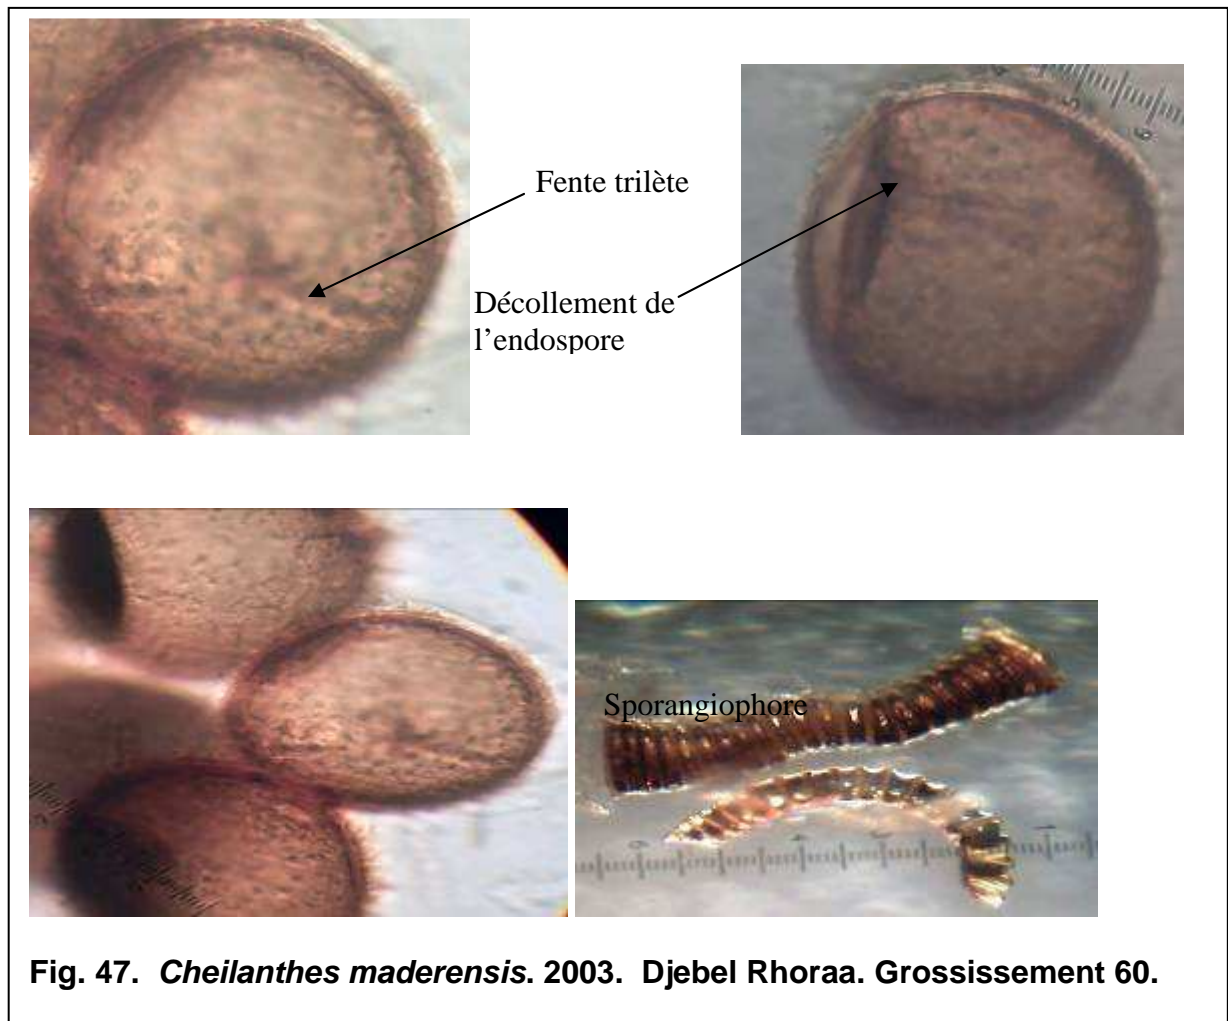 Fente trilète
Décollement de
l’endospore
Sporangiophore
Fig. 47. Cheilanthes maderensis. 2003. Djebel Rhoraa. Grossissement 60.